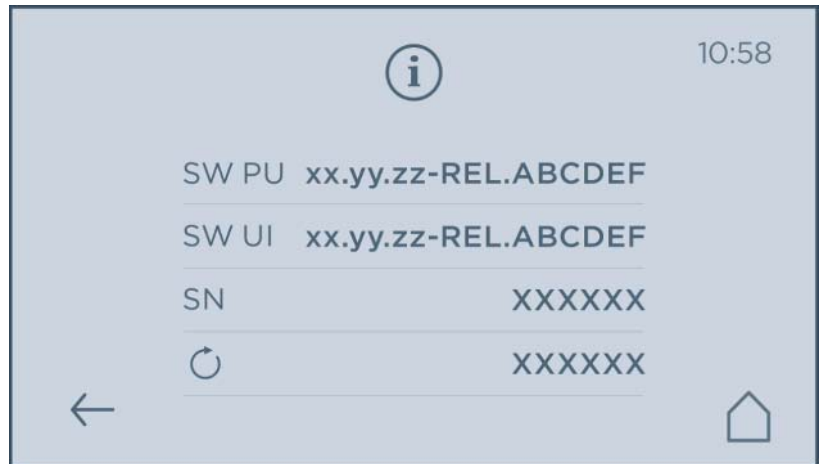 10:58
i
SW PU xx.yy.zz-REL.ABCDEF
SW UI xx.yy.zz-REL.ABCDEF
SN XXXXXX
XXXXXX